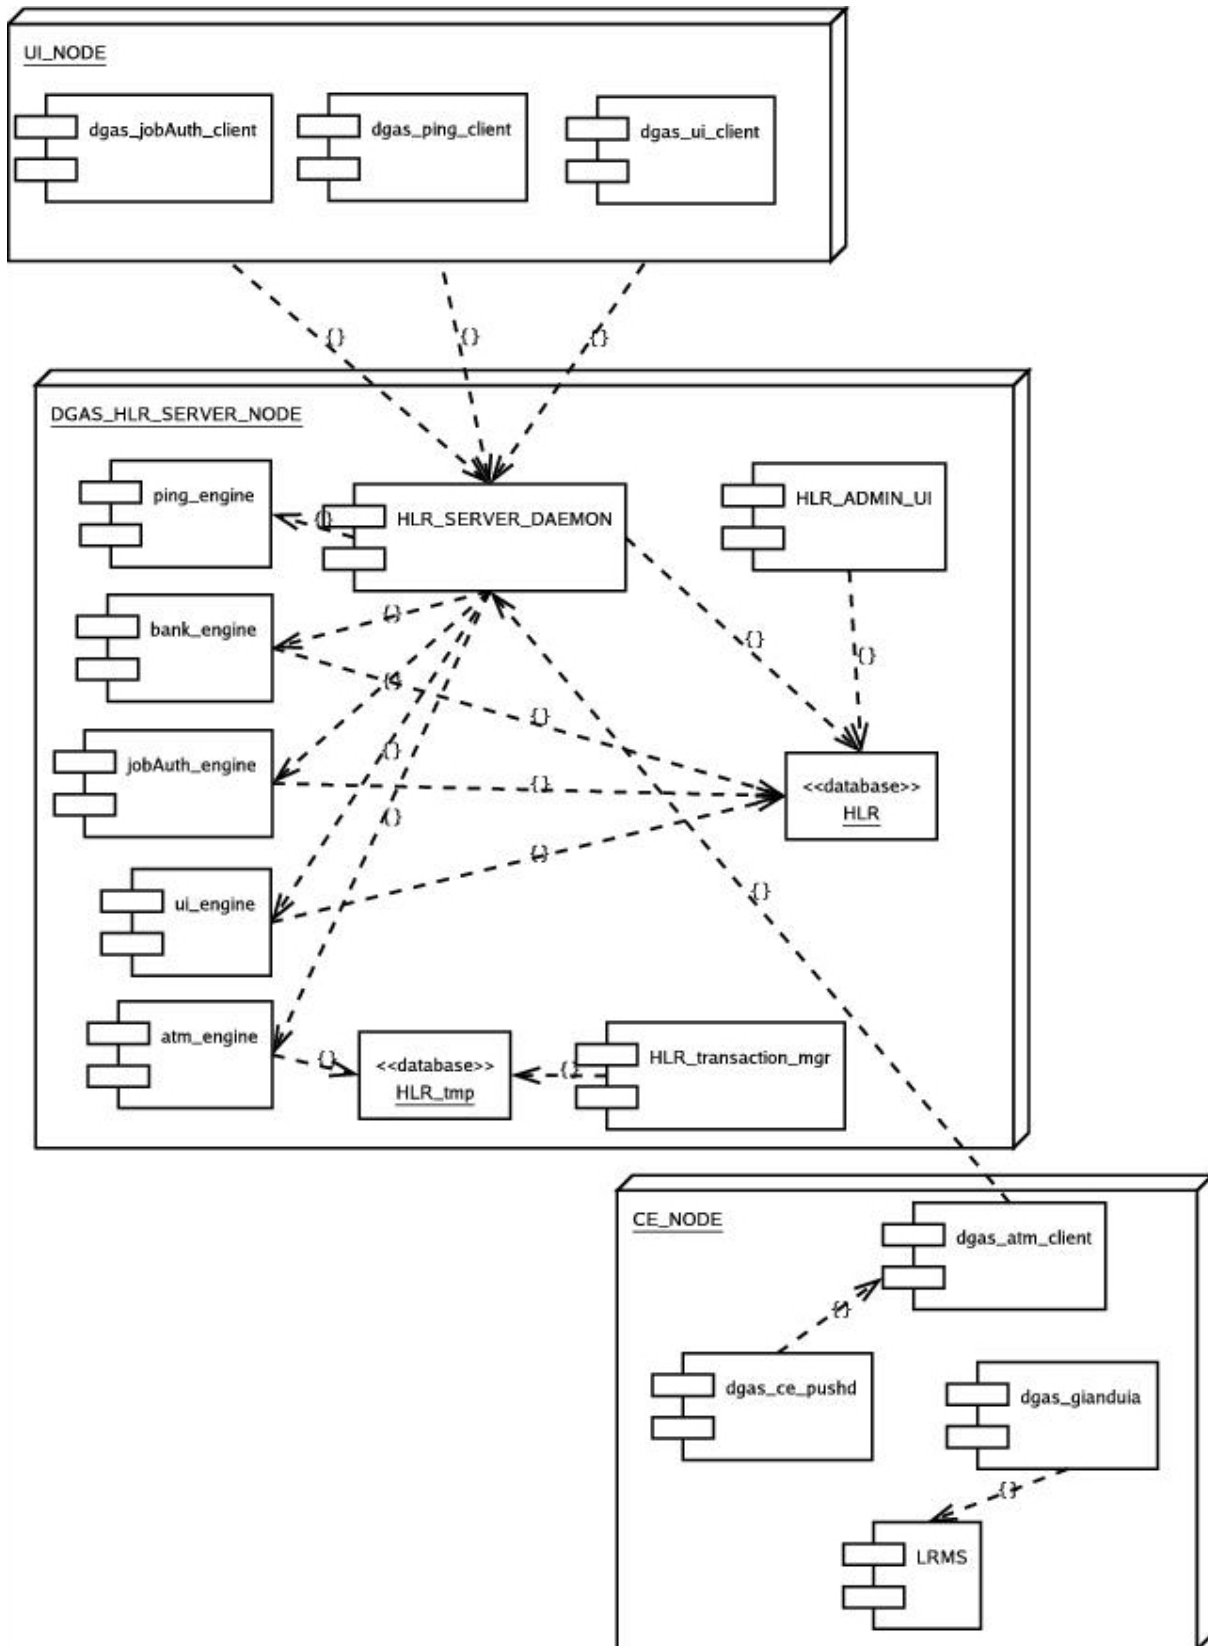 UI_NODE
dgas_jobAuth_client
dgas_ping_client
dgas_ui_client
{}
{}
{}
DGAS_HLR_SERVER_NODE
ping_engine
{}
HLR_SERVER_DAEMON
HLR_ADMIN_UI
bank_engine
{}
{}
{}
{}
{}
jobAuth_engine
{}
{}
<<database>>
HLR
{}
{}
{}
ui_engine
atm_engine
{}
<<database>>
HLR_tmp
{}
HLR_transaction_mgr
CE_NODE
dgas_atm_client
{}
dgas_ce_pushd
dgas_gianduia
{}
LRMS